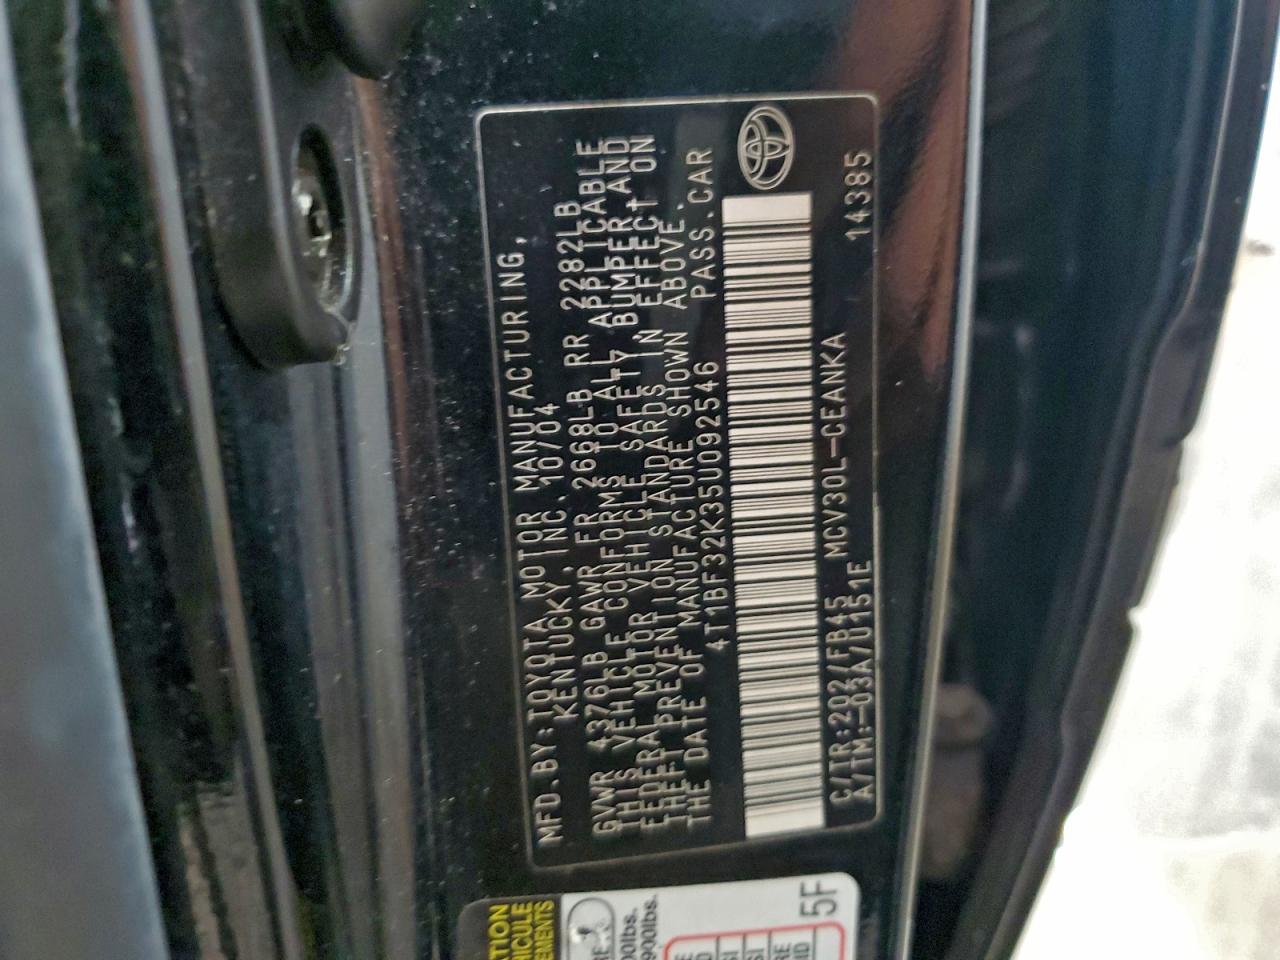 MFD.BY:TOYOTA MOTOR MANUFACTURING,
KENTUCKY, INC. 10/04
GVWR 4376LB GAWR FR 2668LB RR 2282LB
THIS VEHICLE CONFORMS TO ALL APPLICABLE
FEDERAL MOTOR VEHICLE SAFETY, BUMPER, AND
THEFT PREVENTION STANDARDS IN EFFECT ON
THE DATE OF MANUFACTURE SHOWN ABOVE.
4T1BF32K35U092546 PASS.CAR
C/TR:202/FB45 MCV30L-CEANKA 14385
A/TM:-03A/U151E
5F